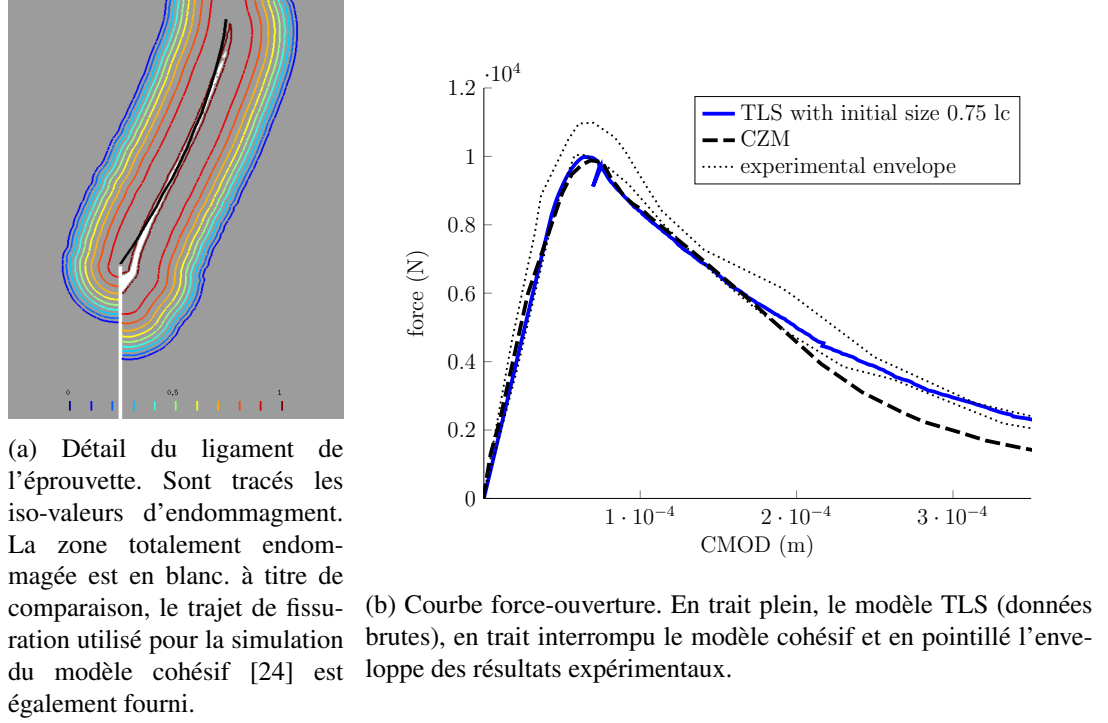 0 0.5 1
(a) Détail du ligament de
l'éprouvette. Sont tracés les
iso-valeurs d'endommagment.
La zone totalement endom-
magée est en blanc. à titre de
comparaison, le trajet de fissu-
ration utilisé pour la simulation
du modèle cohésif [24] est
également fourni.
·10⁴
1.2
1
0.8
0.6
0.4
0.2
0
force (N)
TLS with initial size 0.75 lc
CZM
experimental envelope
1 · 10⁻⁴ 2 · 10⁻⁴ 3 · 10⁻⁴
CMOD (m)
(b) Courbe force-ouverture. En trait plein, le modèle TLS (données
brutes), en trait interrompu le modèle cohésif et en pointillé l'enve-
loppe des résultats expérimentaux.